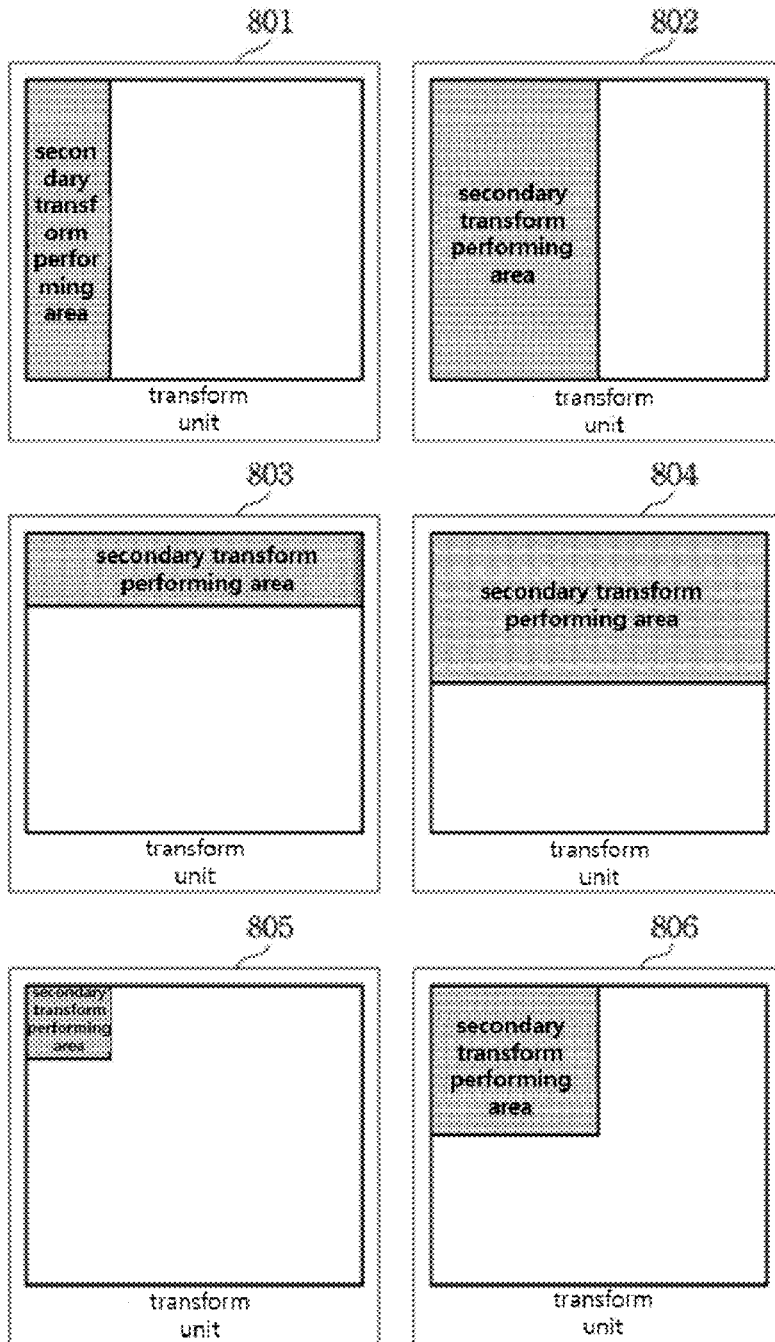 801
secon
dary
transf
orm
perfor
ming
area
transform
unit
802
secondary
transform
performing
area
transform
unit
803
secondary transform
performing area
transform
unit
804
secondary transform
performing area
transform
unit
805
secondary
transform
performing
area
transform
unit
806
secondary
transform
performing
area
transform
unit